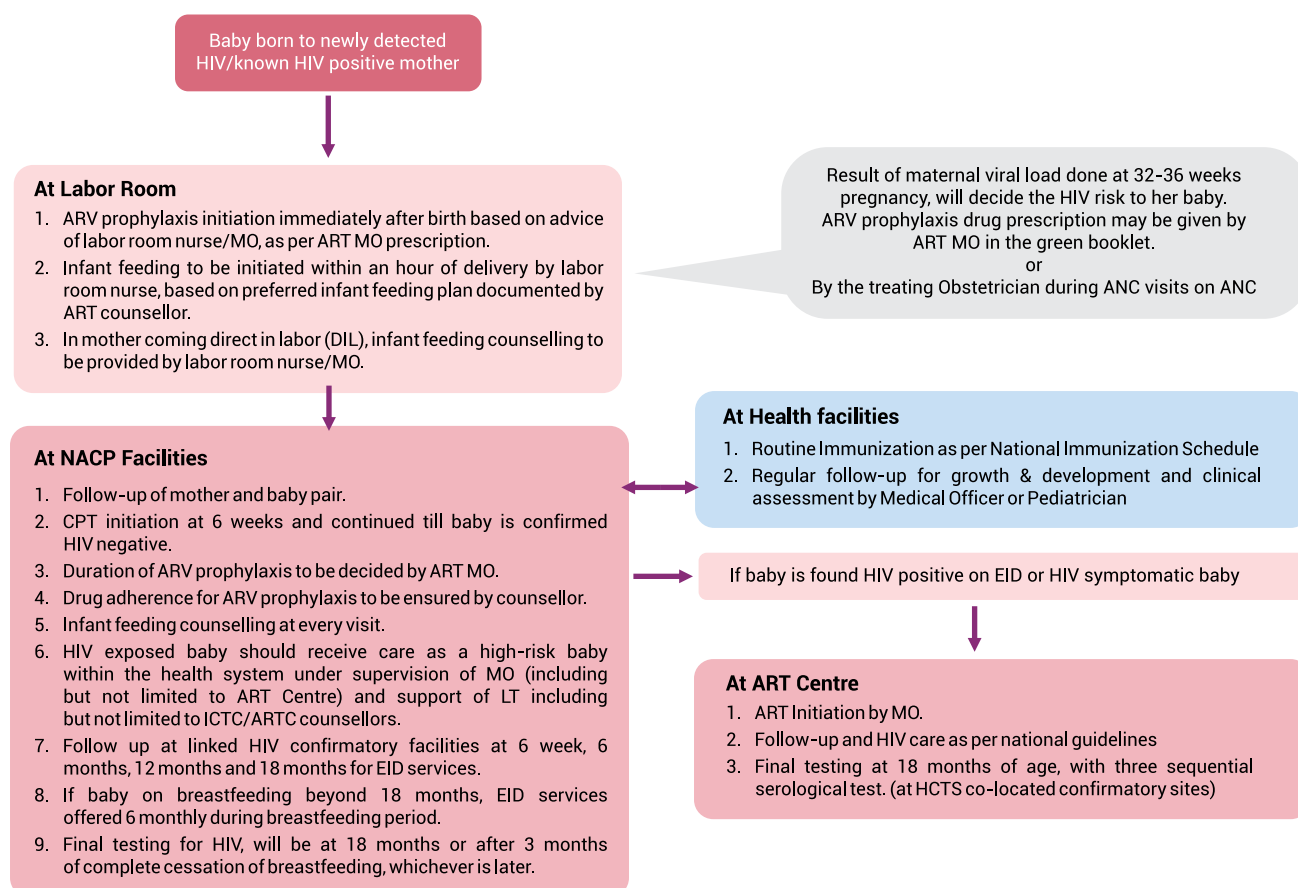 Baby born to newly detected
HIV/known HIV positive mother
At Labor Room
1. ARV prophylaxis initiation immediately after birth based on advice
of labor room nurse/MO, as per ART MO prescription.
2. Infant feeding to be initiated within an hour of delivery by labor
room nurse, based on preferred infant feeding plan documented by
ART counsellor.
3. In mother coming direct in labor (DIL), infant feeding counselling to
be provided by labor room nurse/MO.
Result of maternal viral load done at 32-36 weeks
pregnancy, will decide the HIV risk to her baby.
ARV prophylaxis drug prescription may be given by
ART MO in the green booklet.
or
By the treating Obstetrician during ANC visits on ANC
At NACP Facilities
1. Follow-up of mother and baby pair.
2. CPT initiation at 6 weeks and continued till baby is confirmed
HIV negative.
3. Duration of ARV prophylaxis to be decided by ART MO.
4. Drug adherence for ARV prophylaxis to be ensured by counsellor.
5. Infant feeding counselling at every visit.
6. HIV exposed baby should receive care as a high-risk baby
within the health system under supervision of MO (including
but not limited to ART Centre) and support of LT including
but not limited to ICTC/ARTC counsellors.
7. Follow up at linked HIV confirmatory facilities at 6 week, 6
months, 12 months and 18 months for EID services.
8. If baby on breastfeeding beyond 18 months, EID services
offered 6 monthly during breastfeeding period.
9. Final testing for HIV, will be at 18 months or after 3 months
of complete cessation of breastfeeding, whichever is later.
At Health facilities
1. Routine Immunization as per National Immunization Schedule
2. Regular follow-up for growth & development and clinical
assessment by Medical Officer or Pediatrician
If baby is found HIV positive on EID or HIV symptomatic baby
At ART Centre
1. ART Initiation by MO.
2. Follow-up and HIV care as per national guidelines
3. Final testing at 18 months of age, with three sequential
serological test. (at HCTS co-located confirmatory sites)